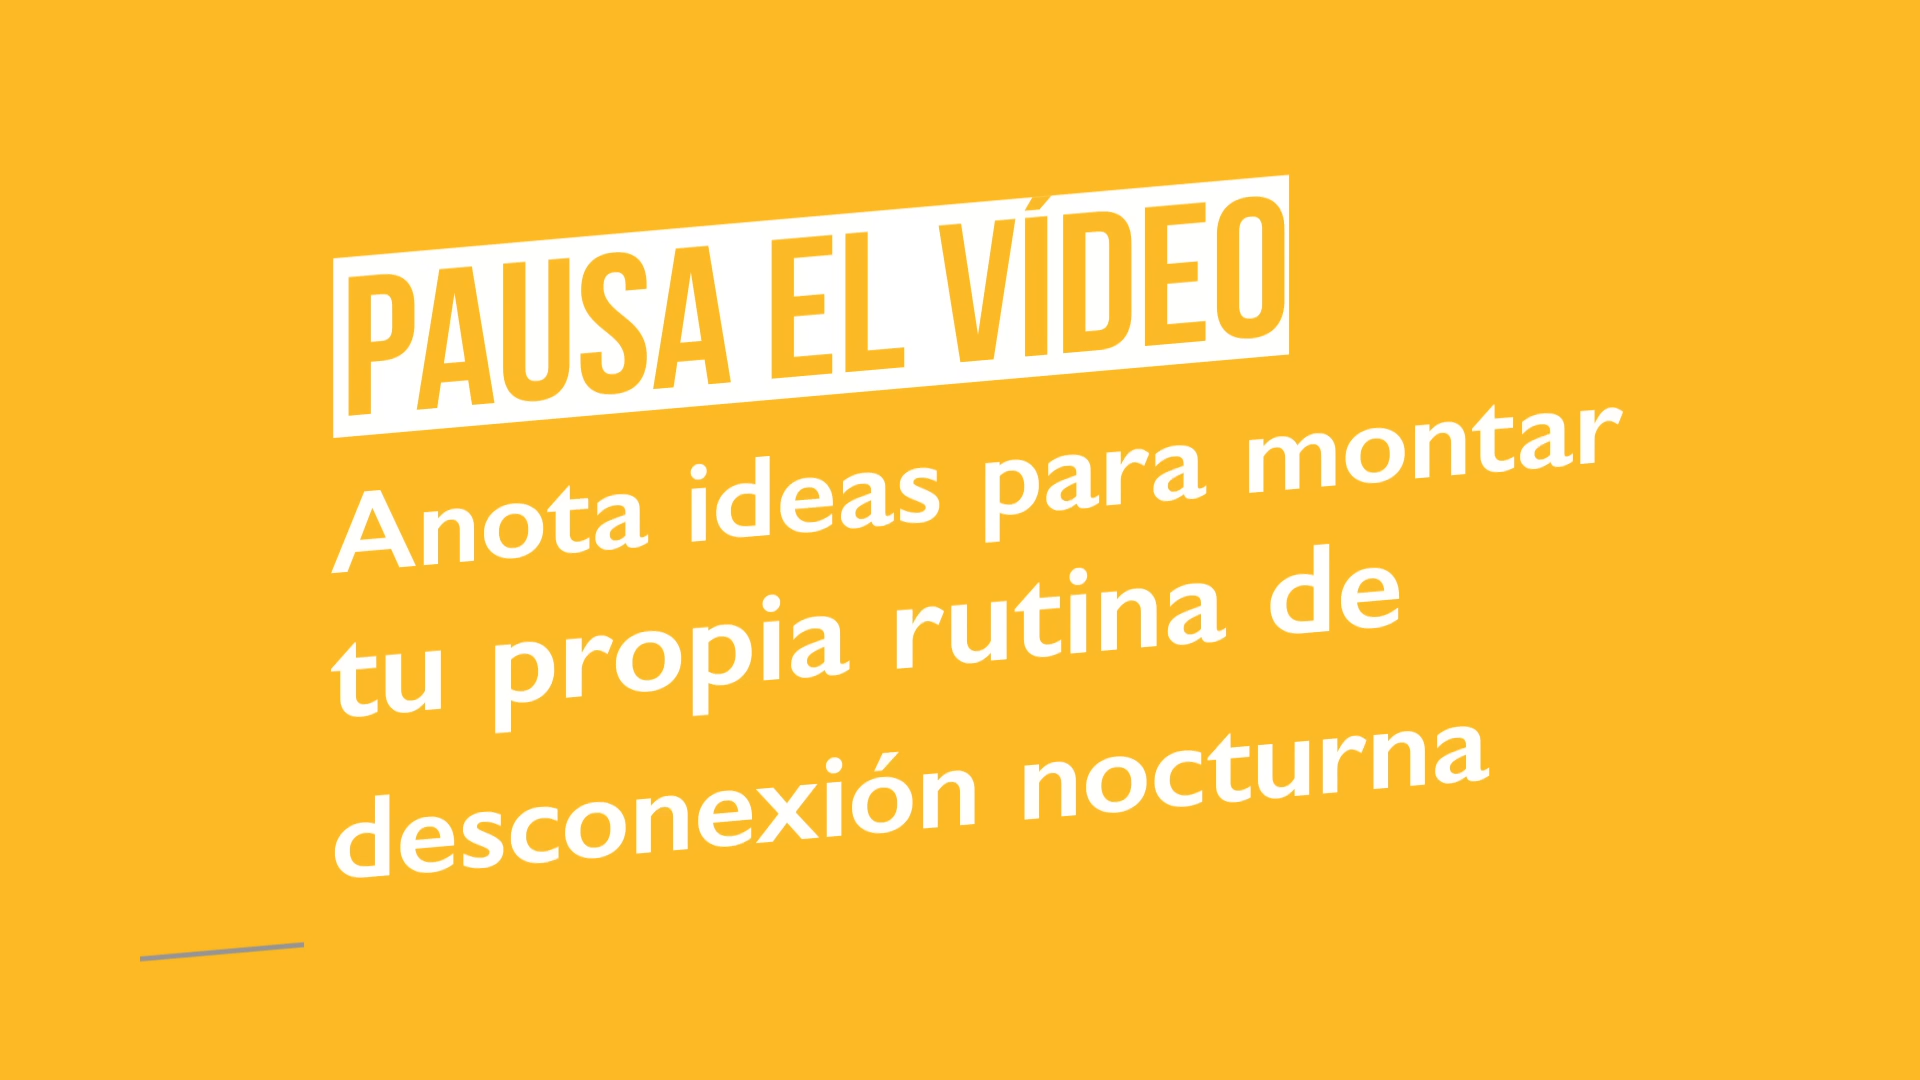 PAUSA EL VÍDEO
Anota ideas para montar
tu propia rutina de
desconexión nocturna